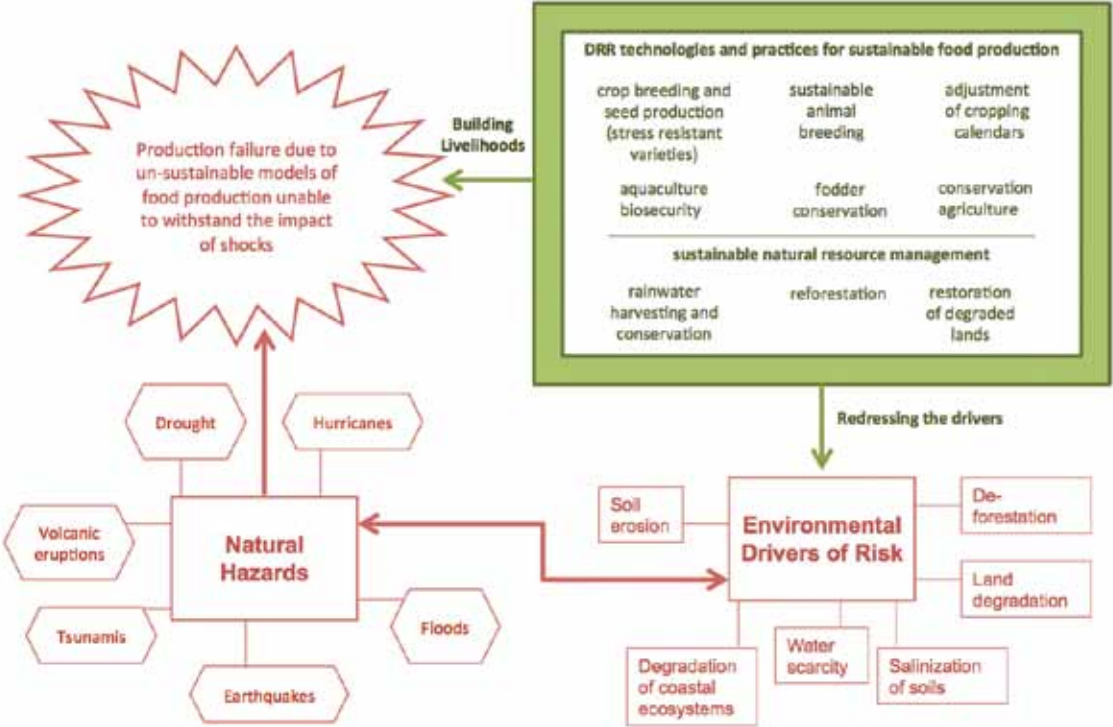 Production failure due to
un-sustainable models of
food production unable
to withstand the impact
of shocks
Building
Livelihoods
DRR technologies and practices for sustainable food production
crop breeding and
seed production
(stress resistant
varieties)
sustainable
animal
breeding
adjustment
of cropping
calendars
aquaculture
biosecurity
fodder
conservation
conservation
agriculture
sustainable natural resource management
rainwater
harvesting and
conservation
reforestation
restoration
of degraded
lands
Redressing the drivers
Drought
Hurricanes
Volcanic
eruptions
Natural
Hazards
Tsunamis
Floods
Earthquakes
Soil
erosion
Environmental
Drivers of Risk
De-
forestation
Land
degradation
Degradation
of coastal
ecosystems
Water
scarcity
Salinization
of soils